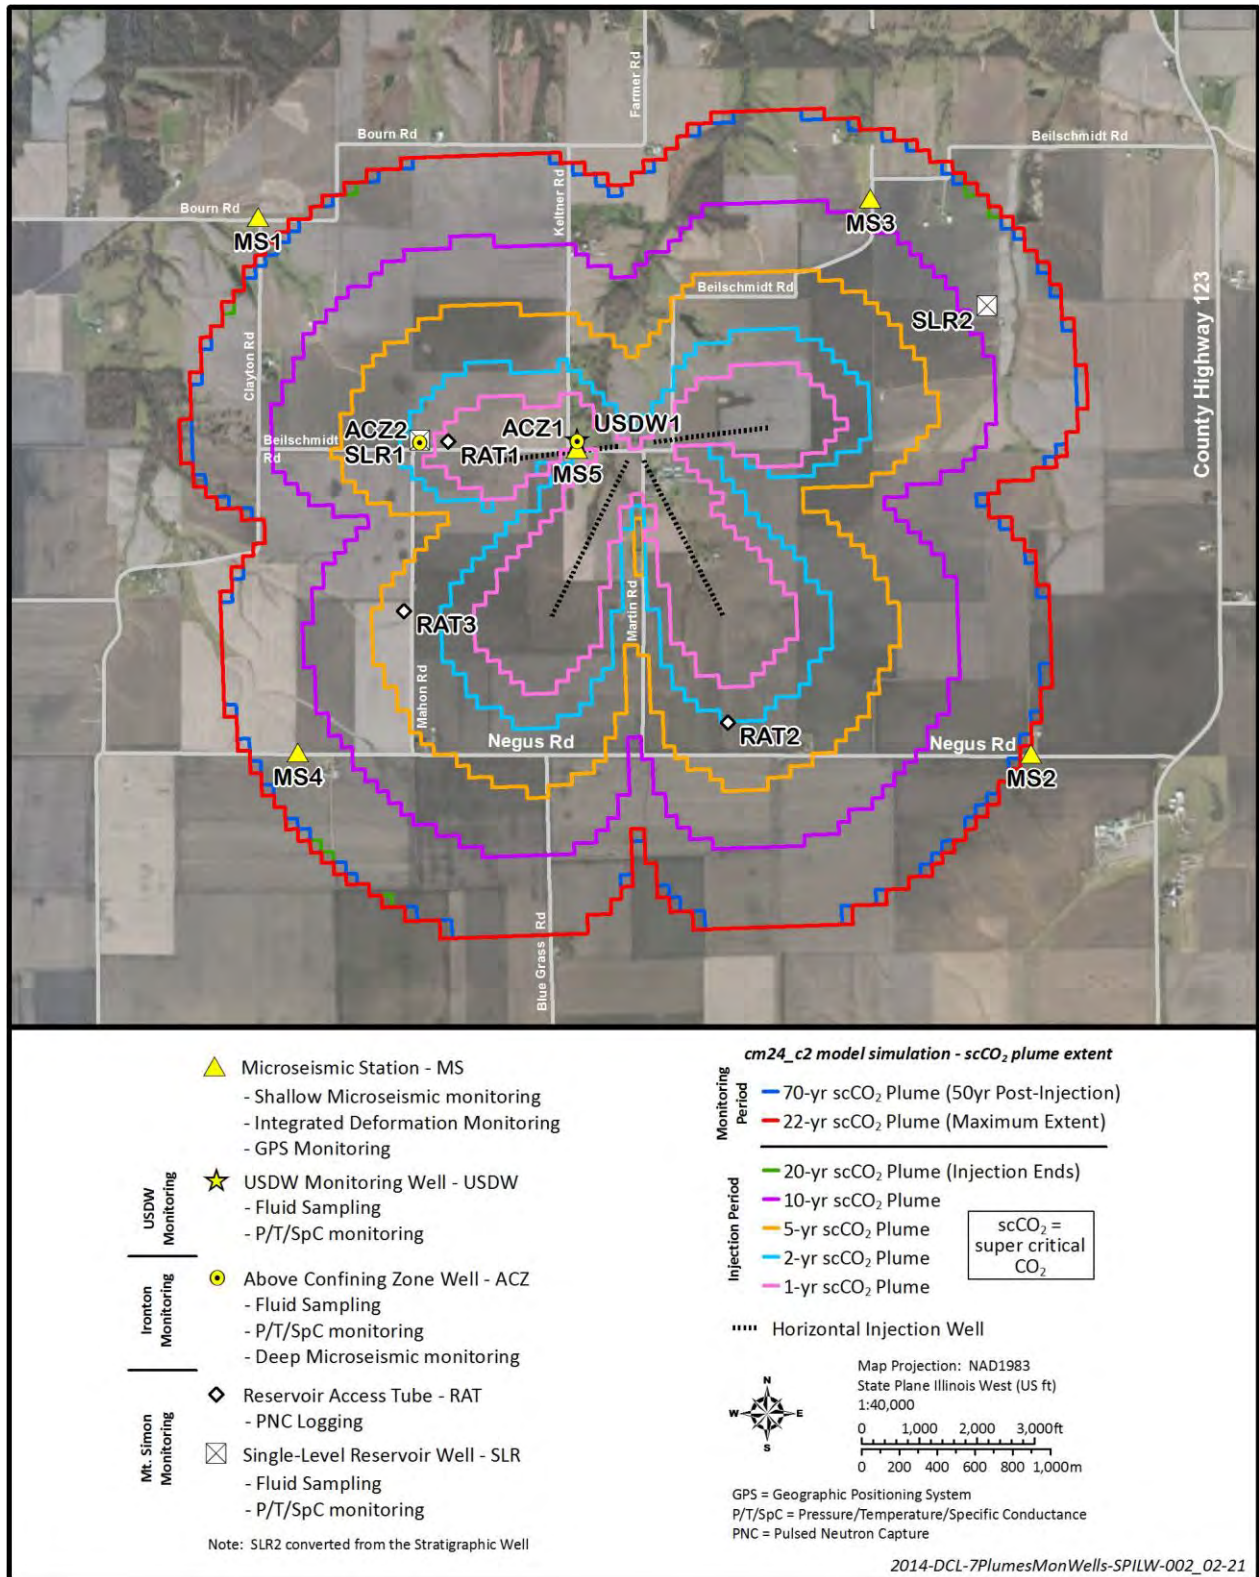 Farmer Rd
Bourn Rd
Beilschmidt Rd
Keltner Rd
Bourn Rd
MS1
MS3
Beilschmidt Rd
SLR2
Clayton Rd
County Highway 123
Beilschmidt
Rd
ACZ2
SLR1
RAT1
ACZ1
USDW1
MS5
Martin Rd
RAT3
Mahon Rd
RAT2
Negus Rd
Negus Rd
MS4
MS2
Blue Grass Rd
Microseismic Station - MS
- Shallow Microseismic monitoring
- Integrated Deformation Monitoring
- GPS Monitoring
USDW
Monitoring
USDW Monitoring Well - USDW
- Fluid Sampling
- P/T/SpC monitoring
Ironton
Monitoring
Above Confining Zone Well - ACZ
- Fluid Sampling
- P/T/SpC monitoring
- Deep Microseismic monitoring
Mt. Simon
Monitoring
Reservoir Access Tube - RAT
- PNC Logging
Single-Level Reservoir Well - SLR
- Fluid Sampling
- P/T/SpC monitoring
Note: SLR2 converted from the Stratigraphic Well
cm24_c2 model simulation - scCO₂ plume extent
Monitoring
Period
70-yr scCO₂ Plume (50yr Post-Injection)
22-yr scCO₂ Plume (Maximum Extent)
Injection Period
20-yr scCO₂ Plume (Injection Ends)
10-yr scCO₂ Plume
5-yr scCO₂ Plume
2-yr scCO₂ Plume
1-yr scCO₂ Plume
scCO₂ =
super critical
CO₂
Horizontal Injection Well
N
W E
S
Map Projection: NAD1983
State Plane Illinois West (US ft)
1:40,000
0 1,000 2,000 3,000ft
0 200 400 600 800 1,000m
GPS = Geographic Positioning System
P/T/SpC = Pressure/Temperature/Specific Conductance
PNC = Pulsed Neutron Capture
2014-DCL-7PlumesMonWells-SPILW-002_02-21